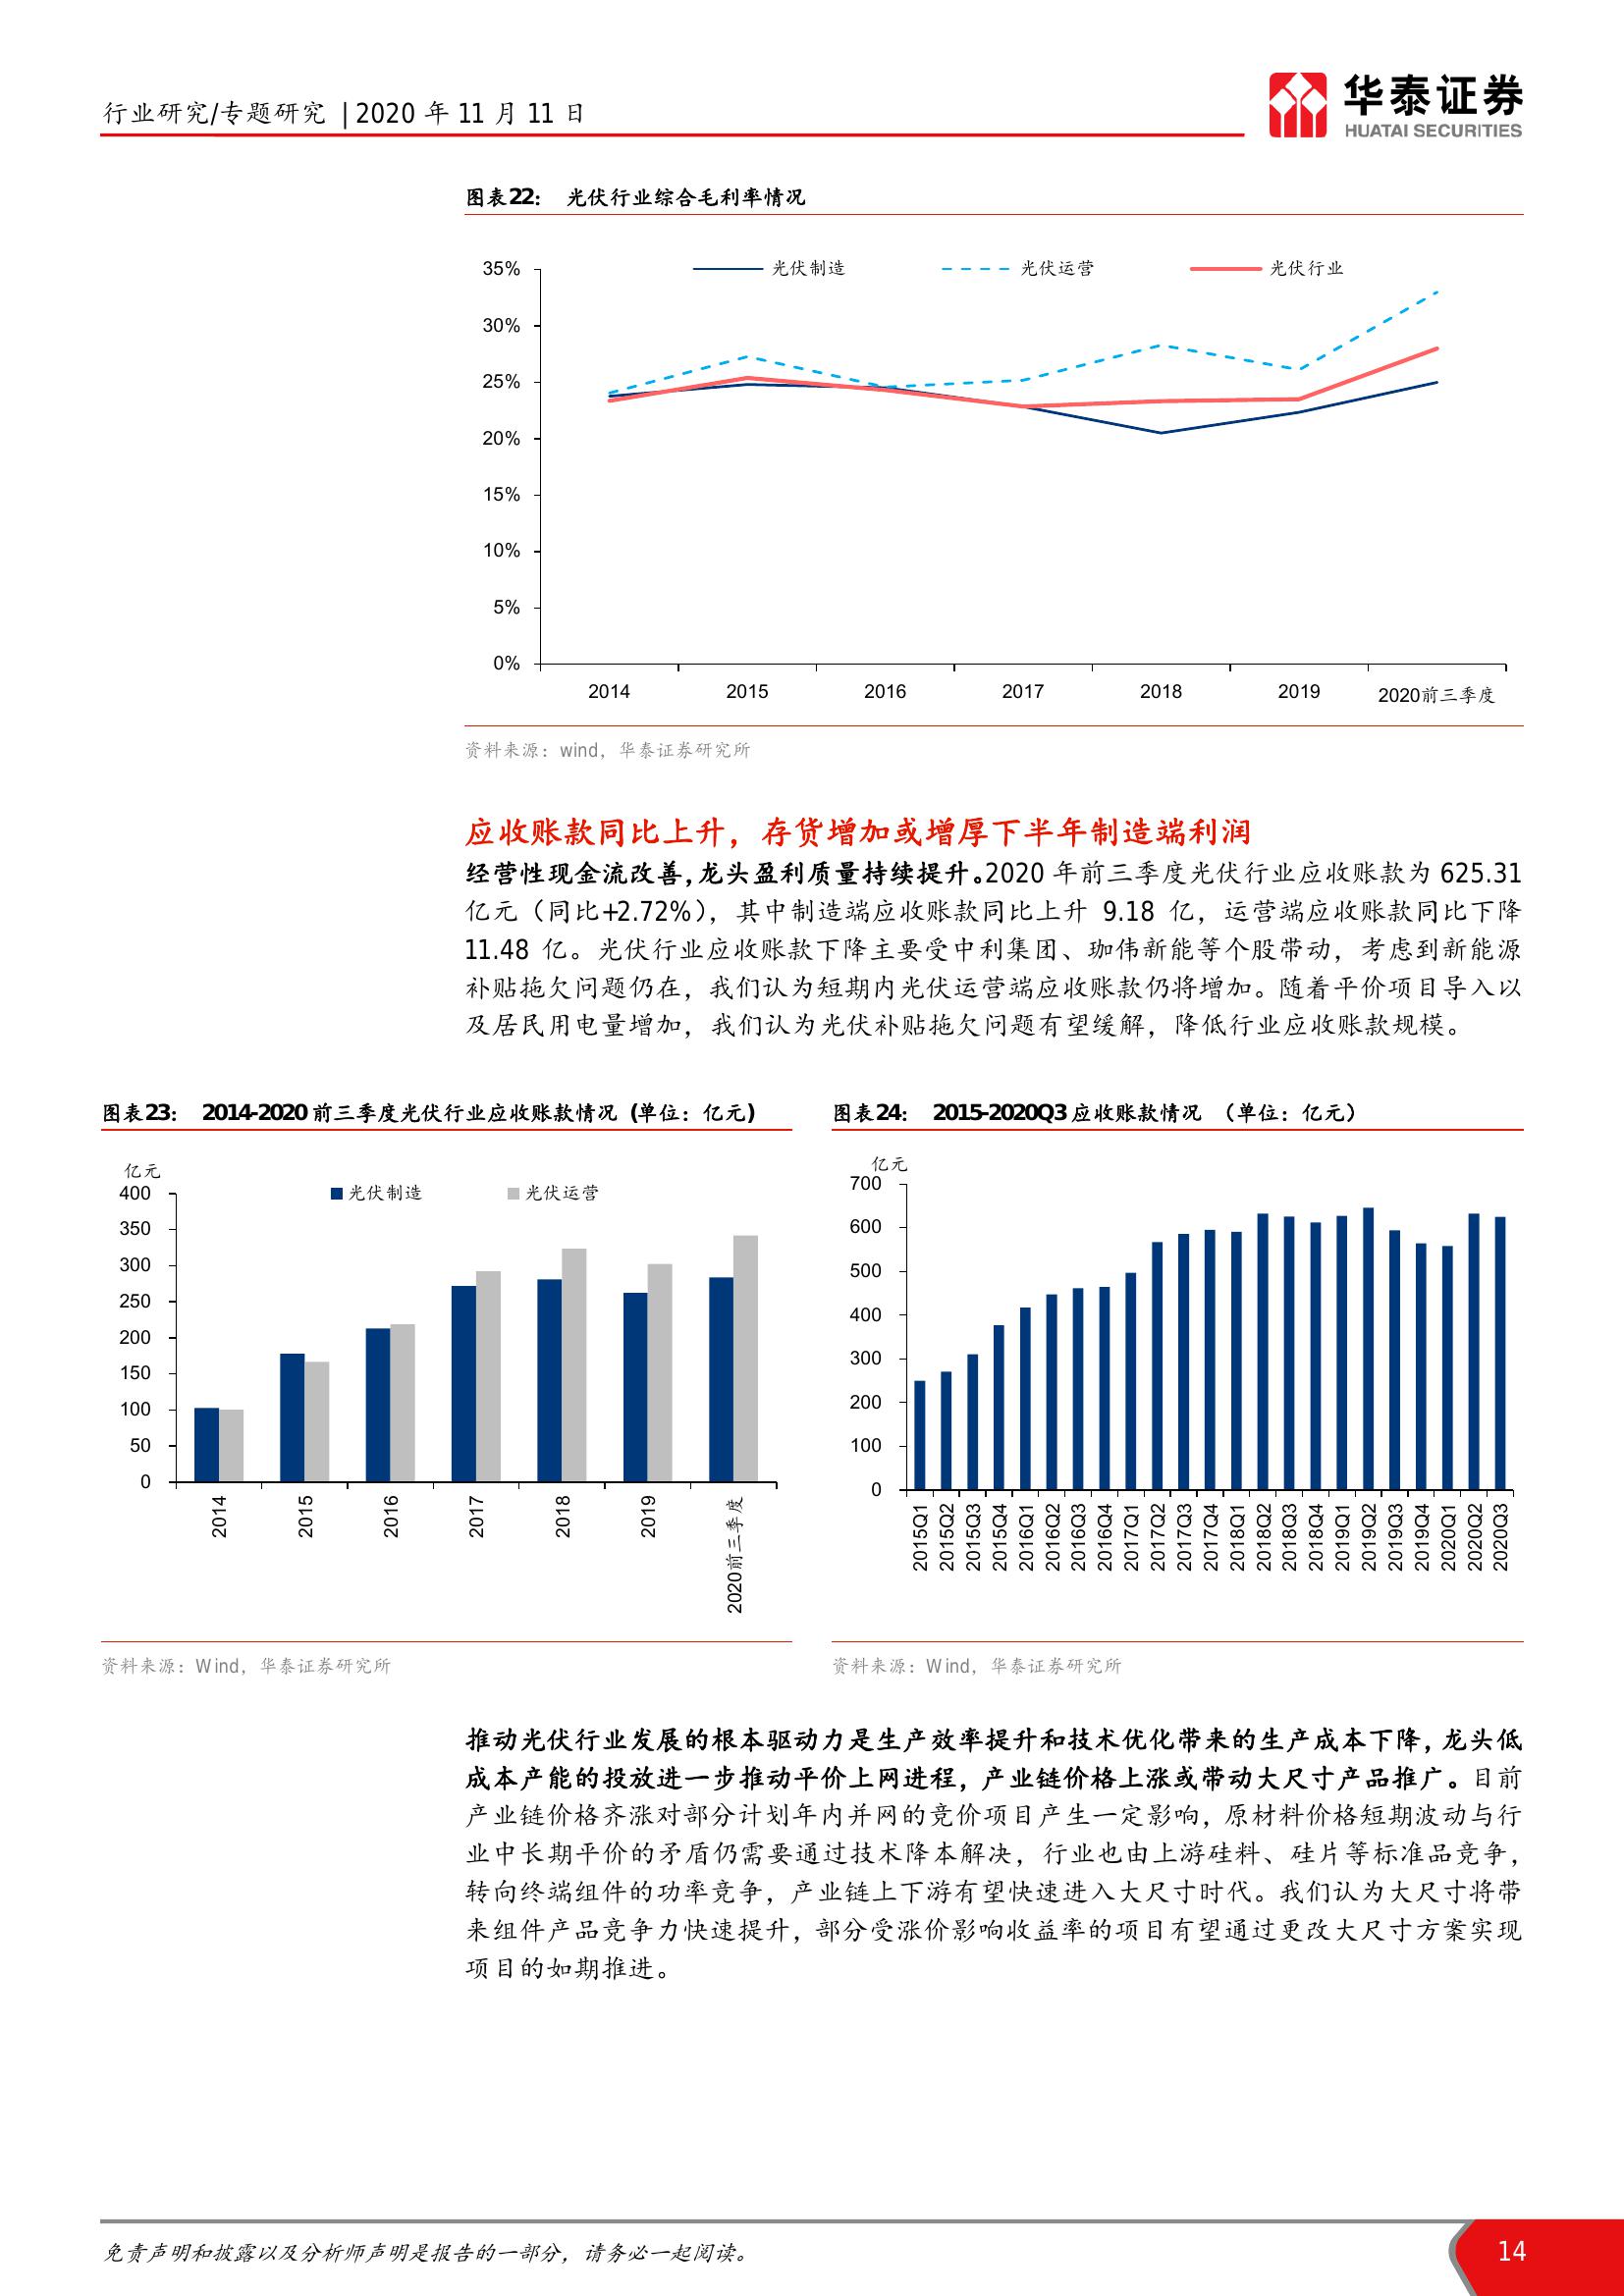 行业研究/专题研究 | 2020 年 11 月 11 日
华泰证券
HUATAI SECURITIES
图表22： 光伏行业综合毛利率情况
光伏制造 光伏运营 光伏行业
35%
30%
25%
20%
15%
10%
5%
0%
2014 2015 2016 2017 2018 2019 2020前三季度
资料来源：wind，华泰证券研究所
应收账款同比上升，存货增加或增厚下半年制造端利润
经营性现金流改善，龙头盈利质量持续提升。2020 年前三季度光伏行业应收账款为 625.31
亿元（同比+2.72%），其中制造端应收账款同比上升 9.18 亿，运营端应收账款同比下降
11.48 亿。光伏行业应收账款下降主要受中利集团、珈伟新能等个股带动，考虑到新能源
补贴拖欠问题仍在，我们认为短期内光伏运营端应收账款仍将增加。随着平价项目导入以
及居民用电量增加，我们认为光伏补贴拖欠问题有望缓解，降低行业应收账款规模。
图表23： 2014-2020 前三季度光伏行业应收账款情况（单位：亿元）
亿元
光伏制造 光伏运营
400
350
300
250
200
150
100
50
0
2014 2015 2016 2017 2018 2019 2020前三季度
资料来源：Wind，华泰证券研究所
图表24： 2015-2020Q3 应收账款情况 （单位：亿元）
亿元
700
600
500
400
300
200
100
0
2015Q1 2015Q2 2015Q3 2015Q4 2016Q1 2016Q2 2016Q3 2016Q4 2017Q1 2017Q2 2017Q3 2017Q4 2018Q1 2018Q2 2018Q3 2018Q4 2019Q1 2019Q2 2019Q3 2019Q4 2020Q1 2020Q2 2020Q3
资料来源：Wind，华泰证券研究所
推动光伏行业发展的根本驱动力是生产效率提升和技术优化带来的生产成本下降，龙头低
成本产能的投放进一步推动平价上网进程，产业链价格上涨或带动大尺寸产品推广。目前
产业链价格齐涨对部分计划年内并网的竞价项目产生一定影响，原材料价格短期波动与行
业中长期平价的矛盾仍需要通过技术降本解决，行业也由上游硅料、硅片等标准品竞争，
转向终端组件的功率竞争，产业链上下游有望快速进入大尺寸时代。我们认为大尺寸将带
来组件产品竞争力快速提升，部分受涨价影响收益率的项目有望通过更改大尺寸方案实现
项目的如期推进。
免责声明和披露以及分析师声明是报告的一部分，请务必一起阅读。
14